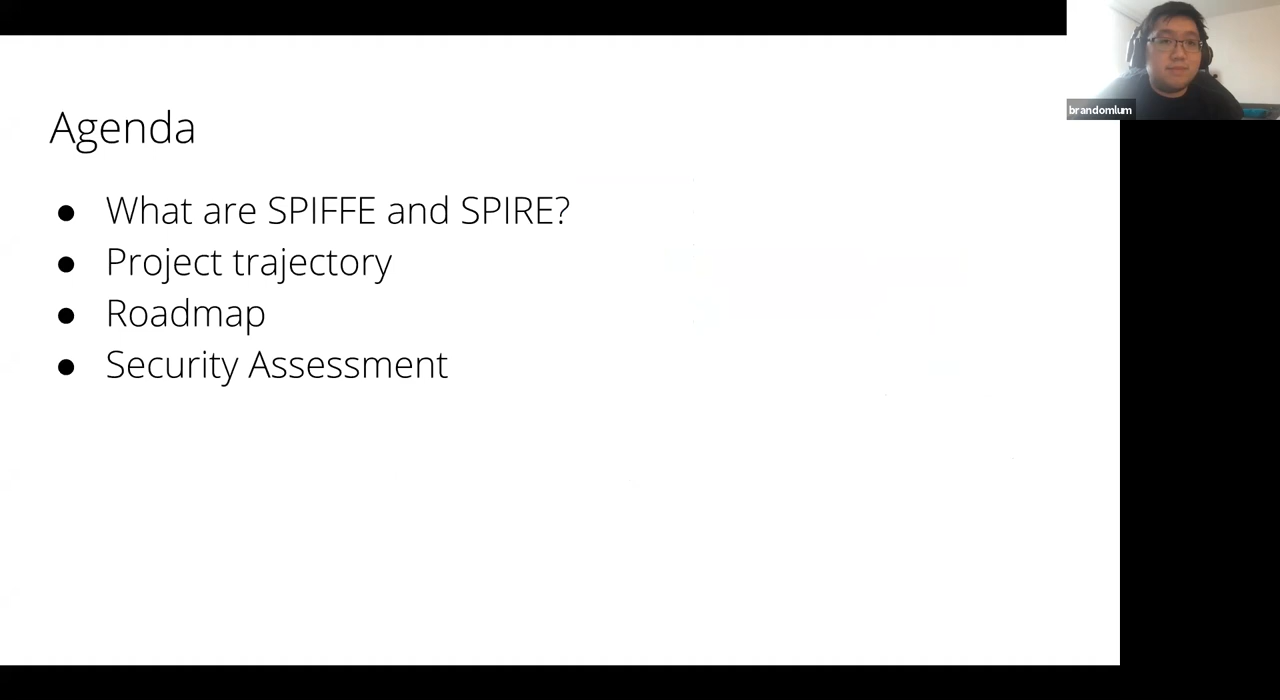 Agenda
● What are SPIFFE and SPIRE?
● Project trajectory
● Roadmap
● Security Assessment
brandomlum